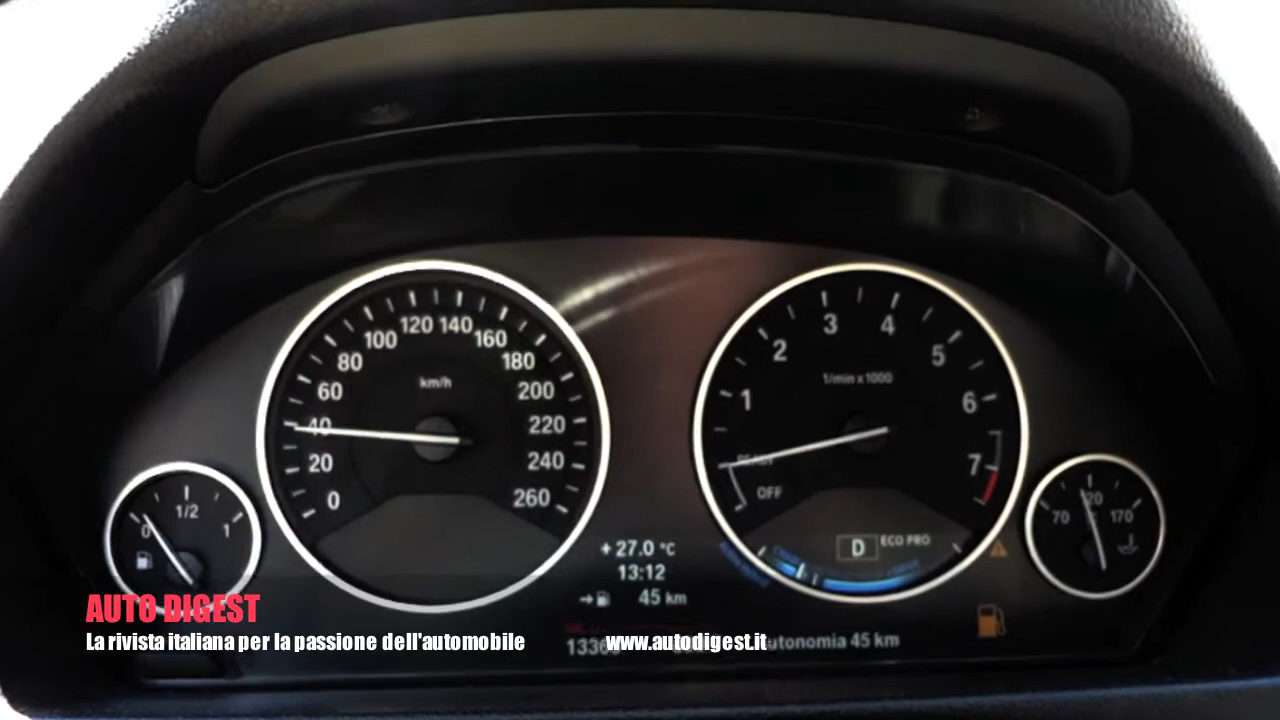 120 140
100 160
80 180
60 km/h 200
40 220
20 240
0 260
3 4
2 5
1/min x 1000
1 6
READY 7
OFF
1/2
0 1
120
70 170
+27.0 °C
13:12
45 km
D ECO PRO
AUTO DIGEST
La rivista italiana per la passione dell'automobile
www.autodigest.it
autonomia 45 km